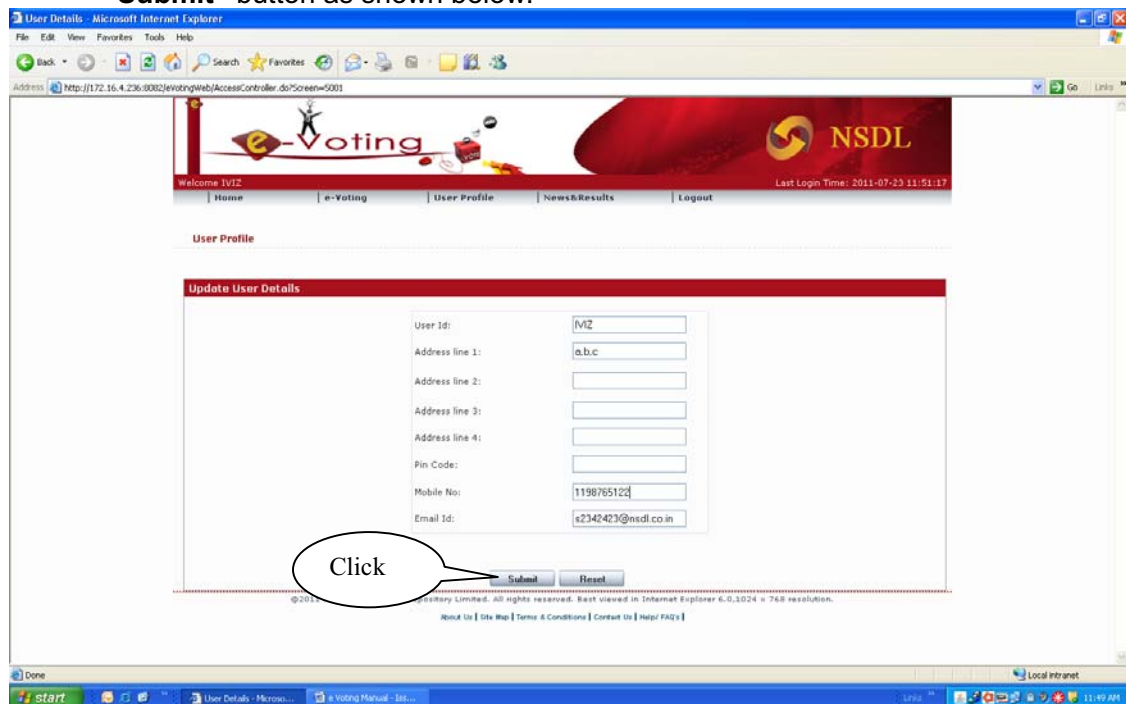 "Submit" button as shown below.
User Details - Microsoft Internet Explorer
File Edit View Favorites Tools Help
Back Search Favorites
Address http://172.16.4.236:8082/eVotingWeb/AccessController.do?Screen=5001 Go Links
e-Voting
NSDL
Welcome IVIZ Last Login Time: 2011-07-23 11:51:17
Home e-Voting User Profile News&Results Logout
User Profile
Update User Details
User Id: IVIZ
Address line 1: a.b.c
Address line 2:
Address line 3:
Address line 4:
Pin Code:
Mobile No: 1198765122
Email Id: s2342423@nsdl.co.in
Click
Submit Reset
Limited. All rights reserved. Best viewed in Internet Explorer 6.0,1024 x 768 resolution.
About Us | Site Map | Terms & Conditions | Contact Us | Help/ FAQ's |
Done Local intranet
start User Details - Microso... e Voting Manual - Iss... Links 11:49 AM